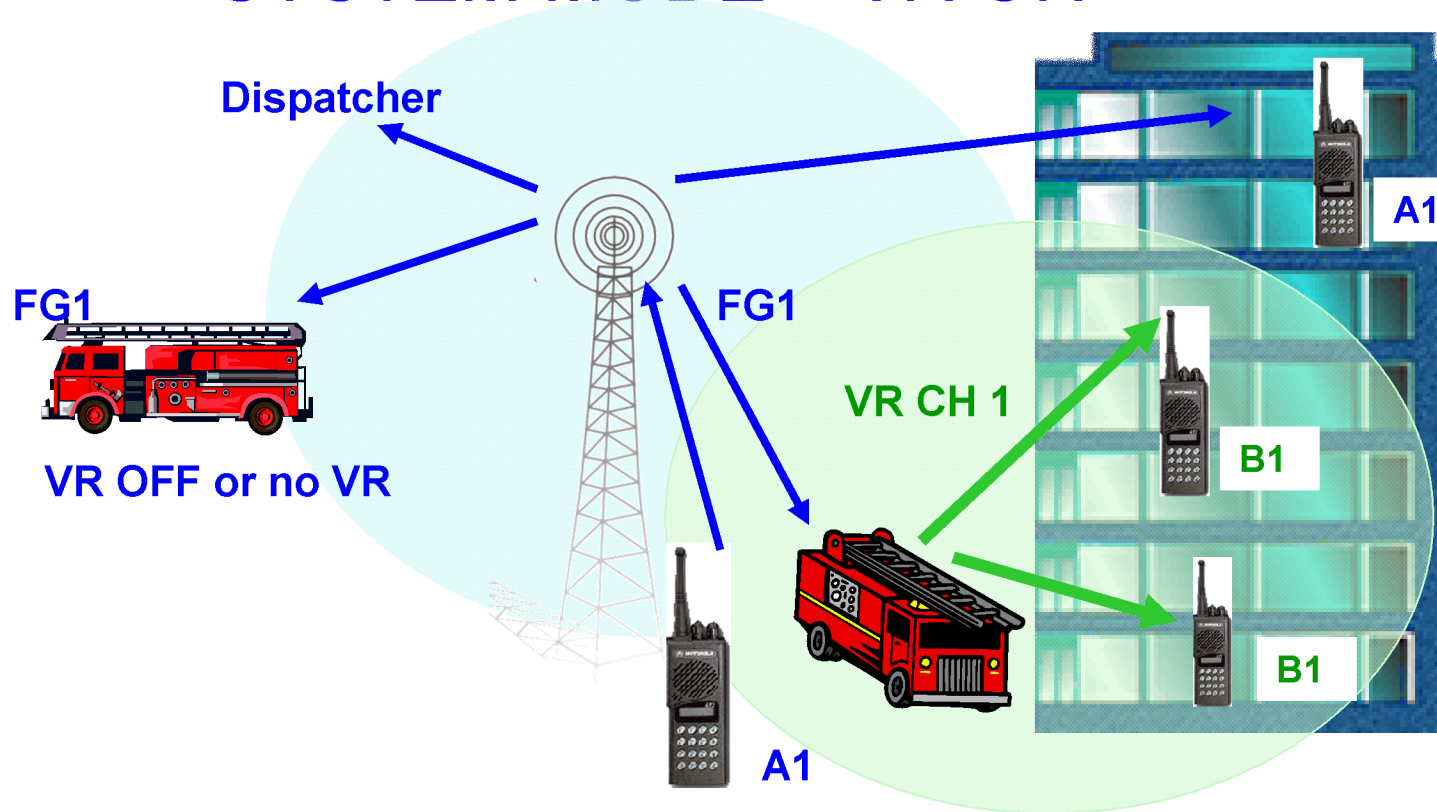 Dispatcher
A1
FG1
FG1
VR CH 1
VR OFF or no VR
B1
B1
A1